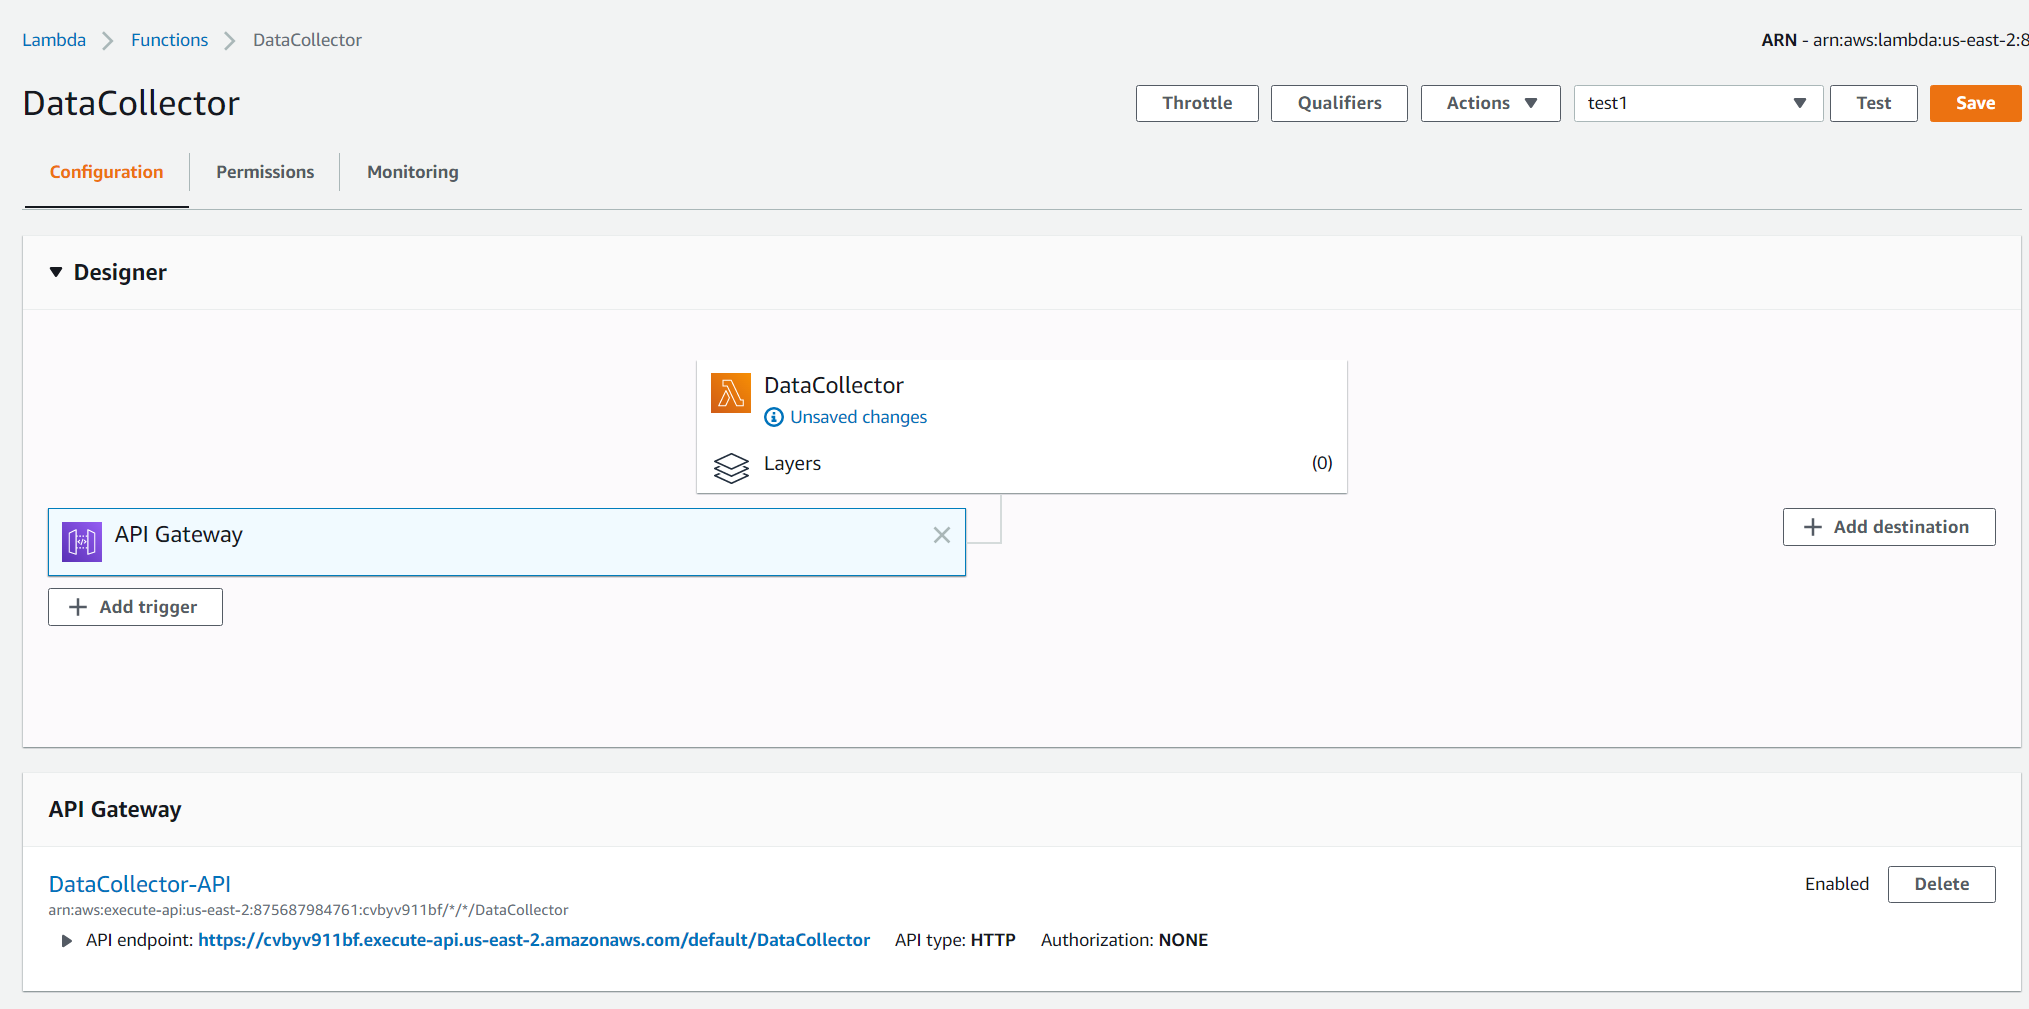 Lambda > Functions > DataCollector
ARN - arn:aws:lambda:us-east-2:8
DataCollector
Throttle
Qualifiers
Actions
test1
Test
Save
Configuration
Permissions
Monitoring
Designer
DataCollector
Unsaved changes
Layers
(0)
API Gateway
Add destination
Add trigger
API Gateway
DataCollector-API
Enabled
Delete
arn:aws:execute-api:us-east-2:875687984761:cvbyv911bf/*/*/DataCollector
API endpoint: https://cvbyv911bf.execute-api.us-east-2.amazonaws.com/default/DataCollector API type: HTTP Authorization: NONE